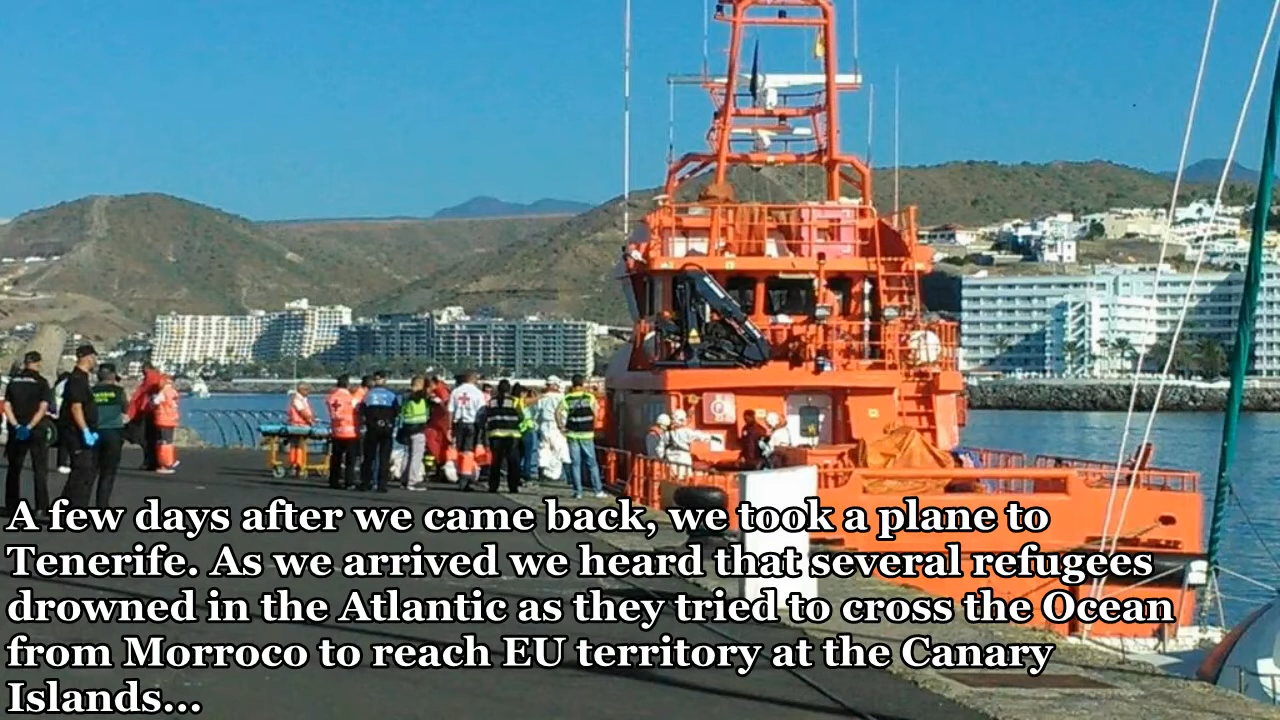 A few days after we came back, we took a plane to
Tenerife. As we arrived we heard that several refugees
drowned in the Atlantic as they tried to cross the Ocean
from Morroco to reach EU territory at the Canary
Islands...